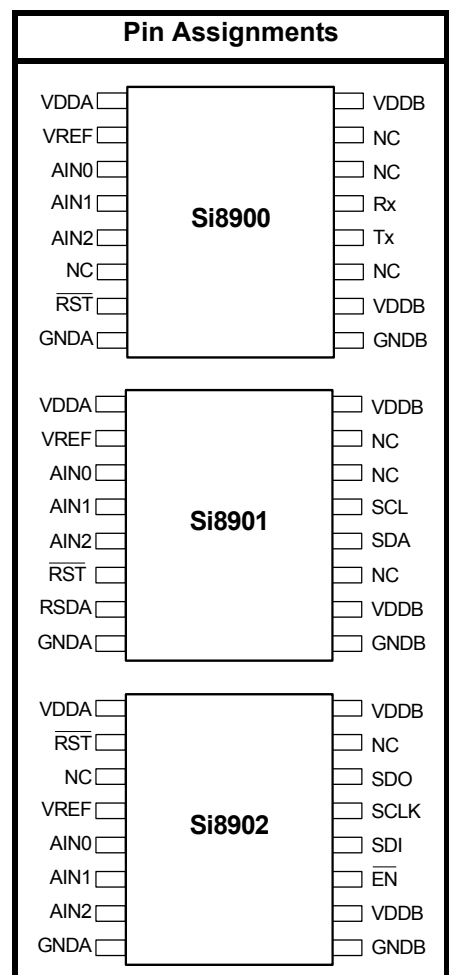 Pin Assignments
VDDA VDDB
VREF NC
AIN0 NC
AIN1 Rx
Si8900
AIN2 Tx
NC NC
RST VDDB
GNDA GNDB
VDDA VDDB
VREF NC
AIN0 NC
AIN1 SCL
Si8901
AIN2 SDA
RST NC
RSDA VDDB
GNDA GNDB
VDDA VDDB
RST NC
NC SDO
VREF SCLK
Si8902
AIN0 SDI
AIN1 EN
AIN2 VDDB
GNDA GNDB